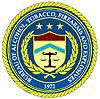 BUREAU OF ALCOHOL, TOBACCO, FIREARMS AND EXPLOSIVES
1972